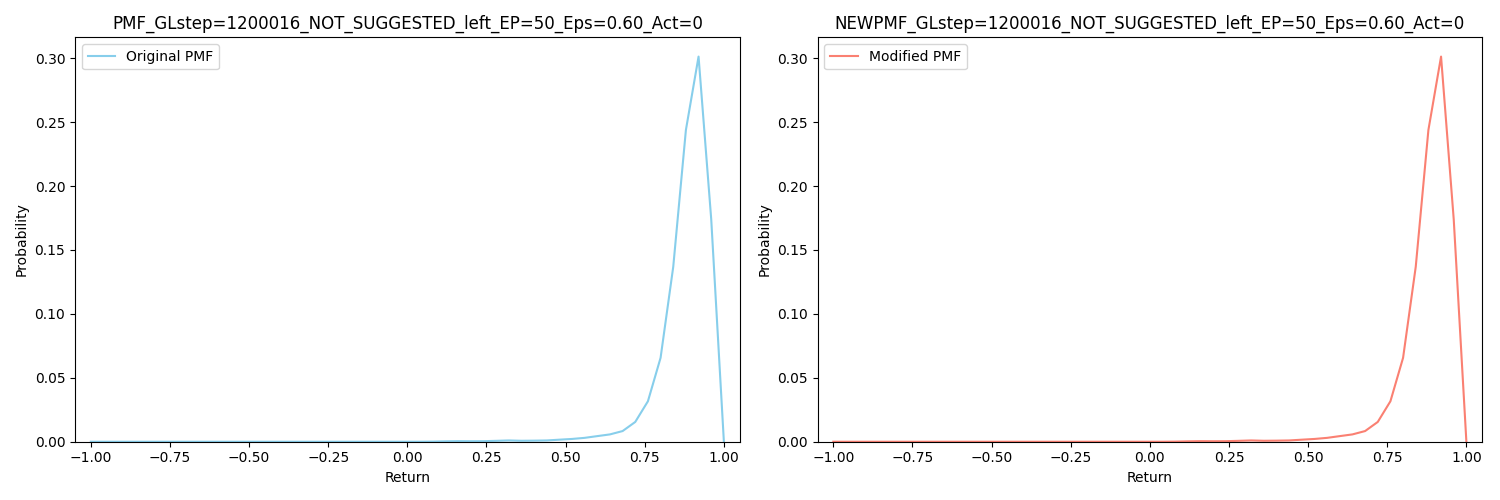 PMF_GLstep=1200016_NOT_SUGGESTED_left_EP=50_Eps=0.60_Act=0
Original PMF
0.30
0.25
0.20
0.15
0.10
0.05
0.00
Probability
−1.00 −0.75 −0.50 −0.25 0.00 0.25 0.50 0.75 1.00
Return
NEWPMF_GLstep=1200016_NOT_SUGGESTED_left_EP=50_Eps=0.60_Act=0
Modified PMF
0.30
0.25
0.20
0.15
0.10
0.05
0.00
Probability
−1.00 −0.75 −0.50 −0.25 0.00 0.25 0.50 0.75 1.00
Return